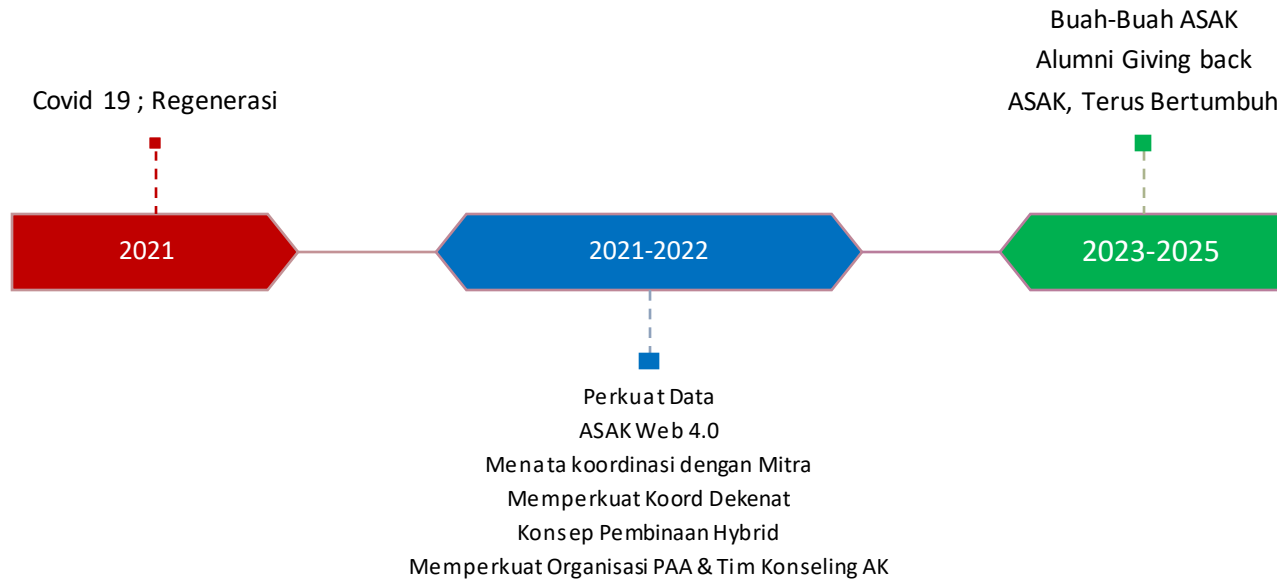 Covid 19 ; Regenerasi
2021
2021-2022
Perkuat Data
ASAK Web 4.0
Menata koordinasi dengan Mitra
Memperkuat Koord Dekenat
Konsep Pembinaan Hybrid
Memperkuat Organisasi PAA & Tim Konseling AK
Buah-Buah ASAK
Alumni Giving back
ASAK, Terus Bertumbuh
2023-2025